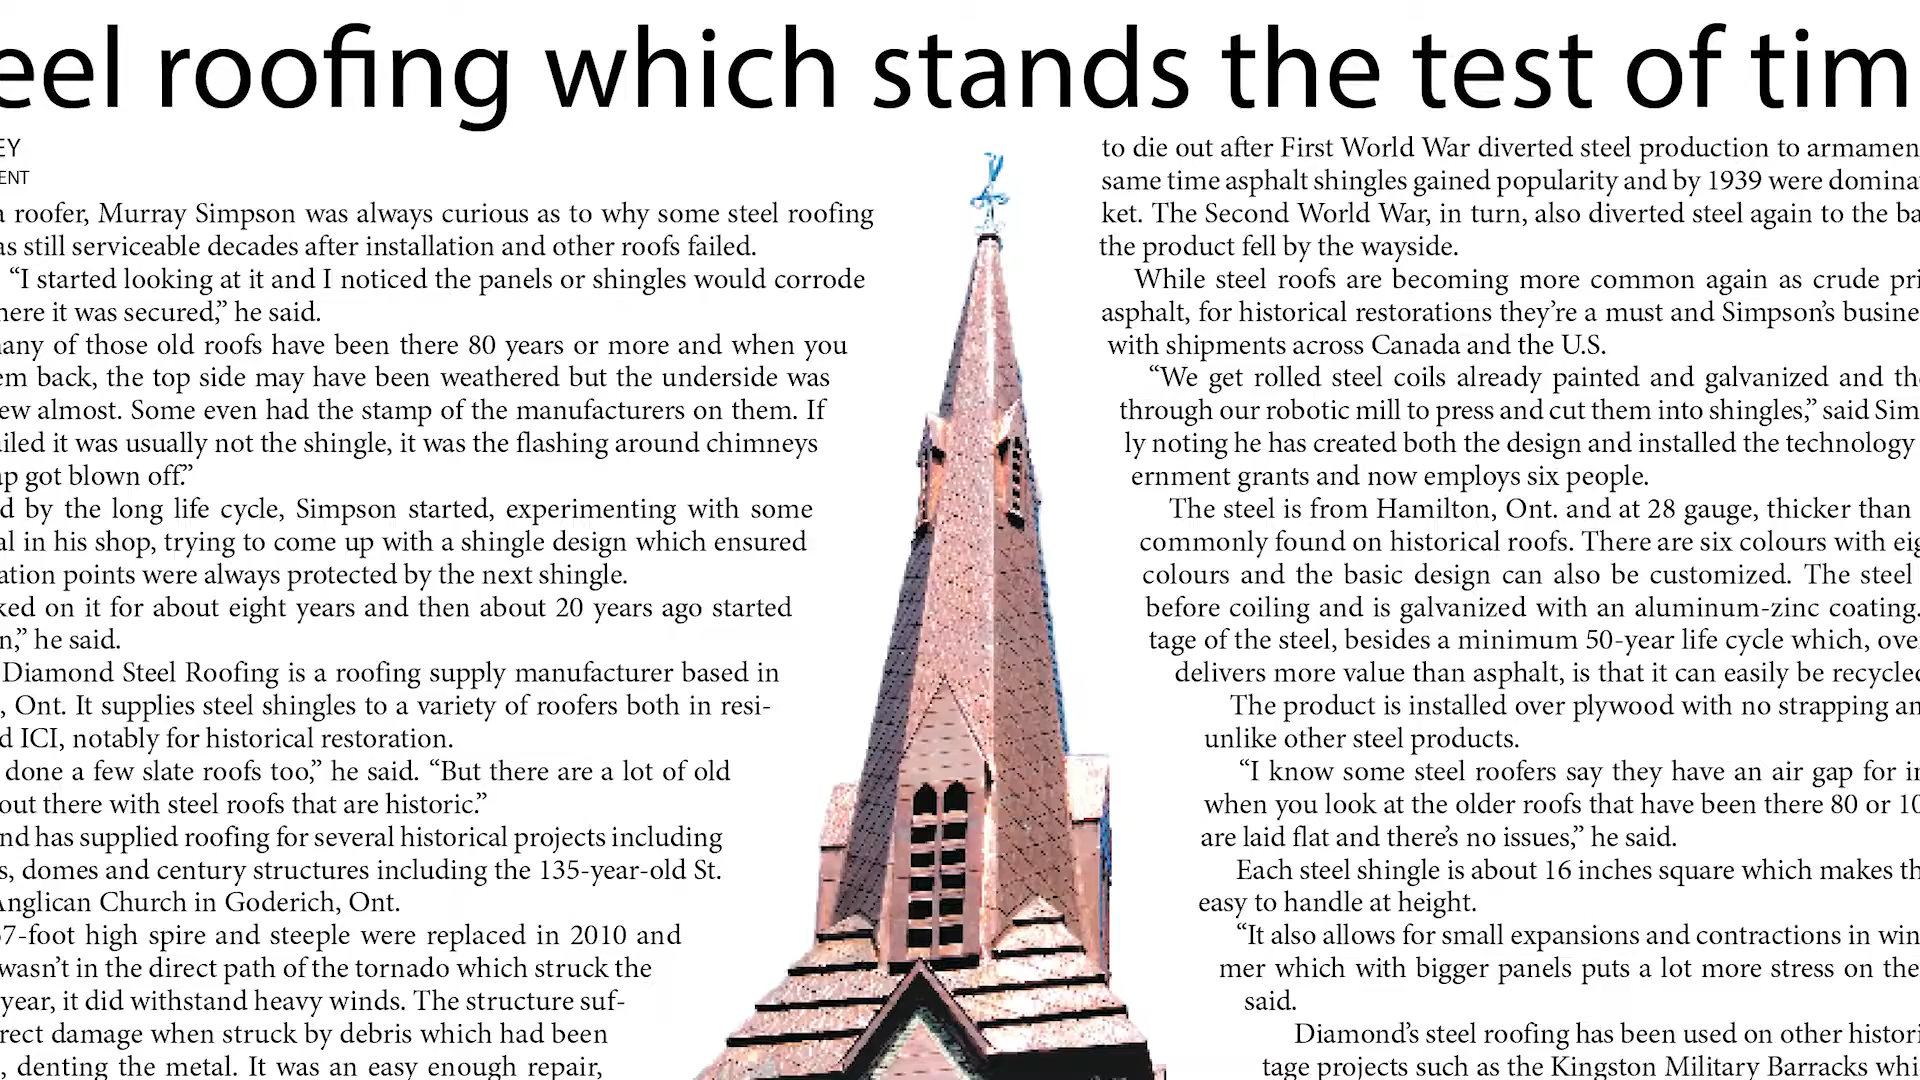 eel roofing which stands the test of tim
EY
ENT
a roofer, Murray Simpson was always curious as to why some steel roofing
as still serviceable decades after installation and other roofs failed.
“I started looking at it and I noticed the panels or shingles would corrode
here it was secured,” he said.
any of those old roofs have been there 80 years or more and when you
em back, the top side may have been weathered but the underside was
ew almost. Some even had the stamp of the manufacturers on them. If
ailed it was usually not the shingle, it was the flashing around chimneys
ap got blown off.”
d by the long life cycle, Simpson started, experimenting with some
al in his shop, trying to come up with a shingle design which ensured
ation points were always protected by the next shingle.
ked on it for about eight years and then about 20 years ago started
n,” he said.
Diamond Steel Roofing is a roofing supply manufacturer based in
, Ont. It supplies steel shingles to a variety of roofers both in resi-
d ICI, notably for historical restoration.
done a few slate roofs too,” he said. “But there are a lot of old
out there with steel roofs that are historic.”
nd has supplied roofing for several historical projects including
s, domes and century structures including the 135-year-old St.
Anglican Church in Goderich, Ont.
67-foot high spire and steeple were replaced in 2010 and
wasn’t in the direct path of the tornado which struck the
year, it did withstand heavy winds. The structure suf-
rect damage when struck by debris which had been
, denting the metal. It was an easy enough repair,
to die out after First World War diverted steel production to armamen
same time asphalt shingles gained popularity and by 1939 were domina
ket. The Second World War, in turn, also diverted steel again to the ba
the product fell by the wayside.
While steel roofs are becoming more common again as crude pri
asphalt, for historical restorations they’re a must and Simpson’s busine
with shipments across Canada and the U.S.
“We get rolled steel coils already painted and galvanized and the
through our robotic mill to press and cut them into shingles,” said Sim
ly noting he has created both the design and installed the technology
ernment grants and now employs six people.
The steel is from Hamilton, Ont. and at 28 gauge, thicker than
commonly found on historical roofs. There are six colours with eig
colours and the basic design can also be customized. The steel
before coiling and is galvanized with an aluminum-zinc coating.
tage of the steel, besides a minimum 50-year life cycle which, ove
delivers more value than asphalt, is that it can easily be recycled
The product is installed over plywood with no strapping an
unlike other steel products.
“I know some steel roofers say they have an air gap for in
when you look at the older roofs that have been there 80 or 10
are laid flat and there’s no issues,” he said.
Each steel shingle is about 16 inches square which makes th
easy to handle at height.
“It also allows for small expansions and contractions in win
mer which with bigger panels puts a lot more stress on the
said.
Diamond’s steel roofing has been used on other histori
tage projects such as the Kingston Military Barracks whi